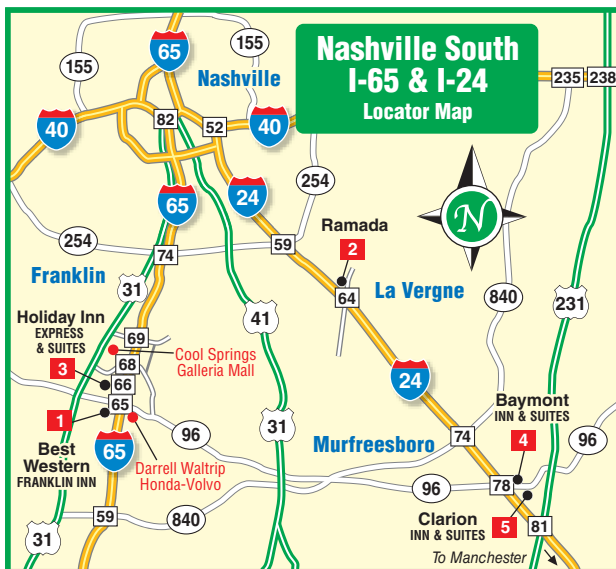 Nashville South
I-65 & I-24
Locator Map
65
155
155
Nashville
235
238
40
82
52
40
65
24
254
254
59
Ramada
2
74
N
Franklin
31
64
La Vergne
840
231
41
Holiday Inn
EXPRESS
& SUITES
3
69
Cool Springs
Galleria Mall
68
66
24
1
65
Baymont
INN & SUITES
4
96
Best
Western
FRANKLIN INN
65
96
31
Murfreesboro
74
Darrell Waltrip
Honda-Volvo
96
78
59
840
Clarion
INN & SUITES
5
81
31
To Manchester